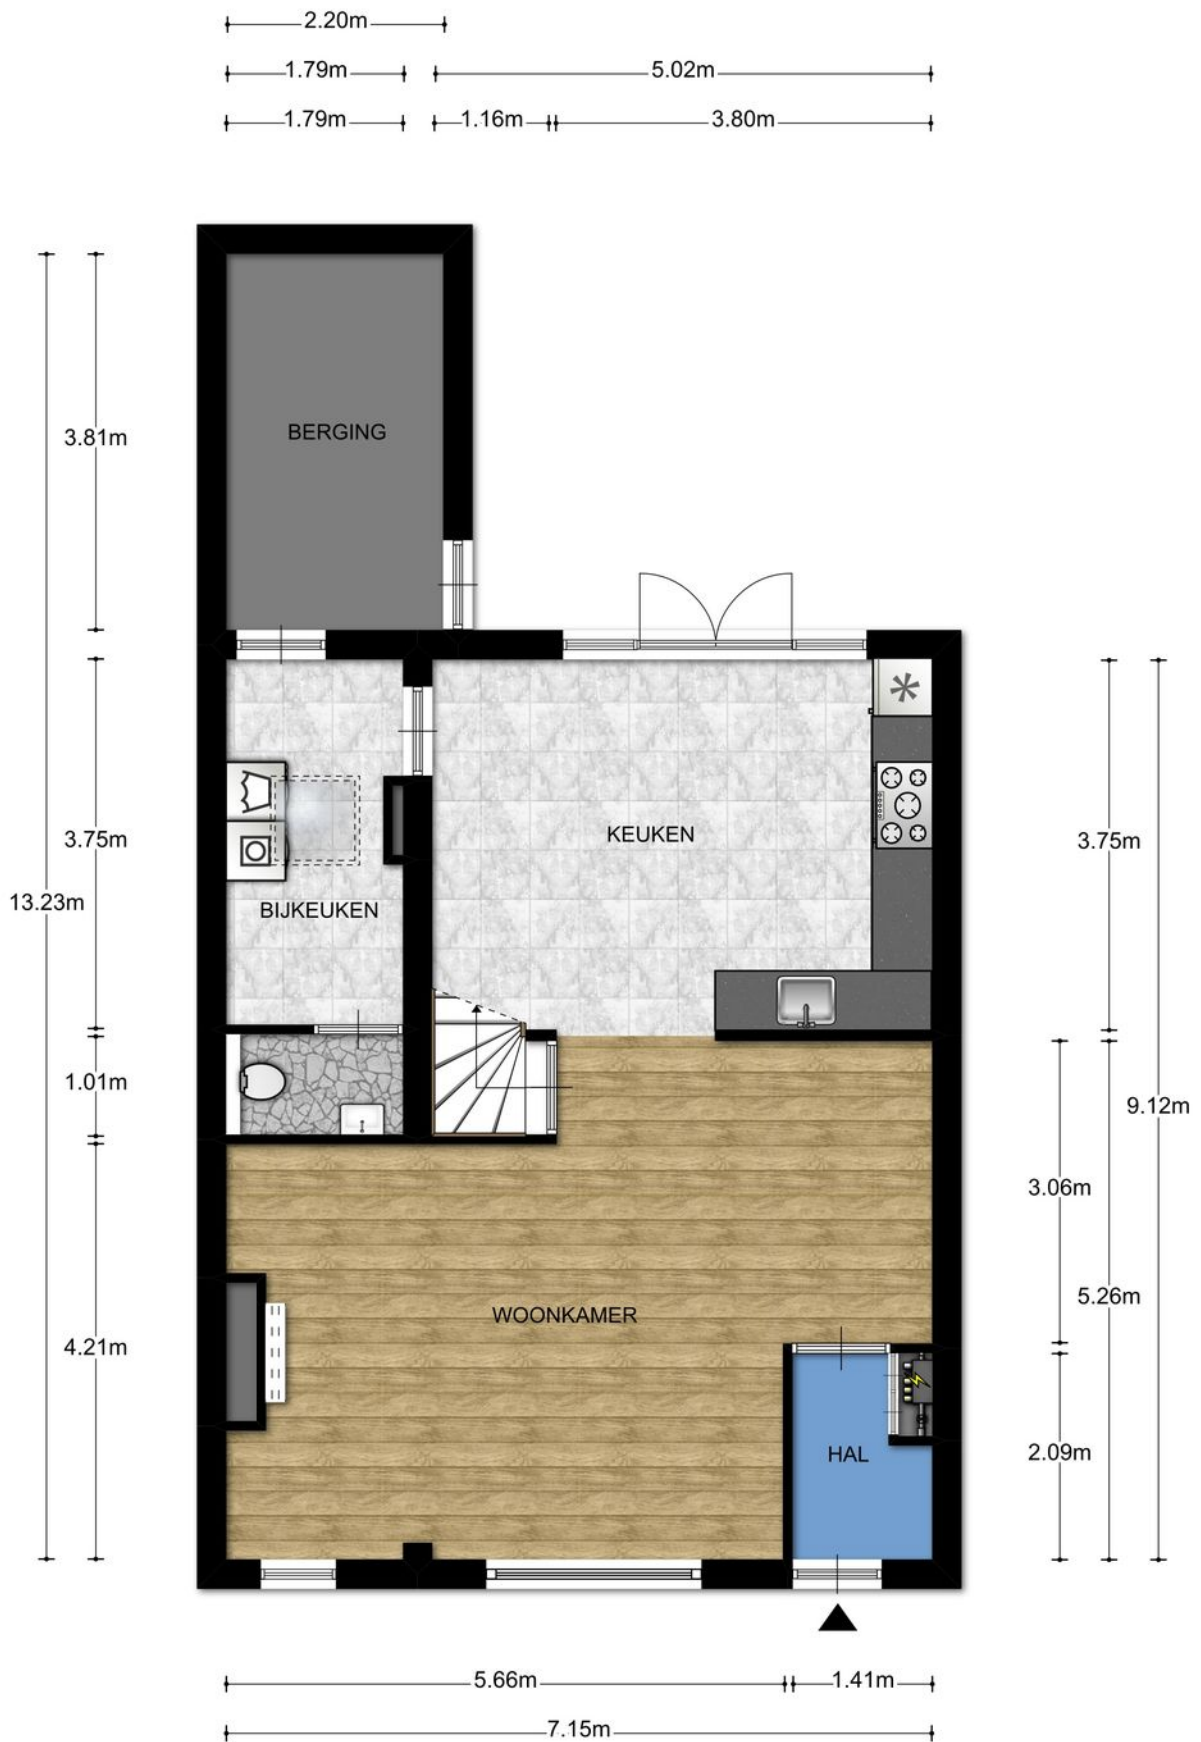 2.20m
1.79m
5.02m
1.79m
1.16m
3.80m
BERGING
3.81m
KEUKEN
3.75m
3.75m
13.23m
BIJKEUKEN
1.01m
9.12m
3.06m
5.26m
WOONKAMER
4.21m
HAL
2.09m
5.66m
1.41m
7.15m